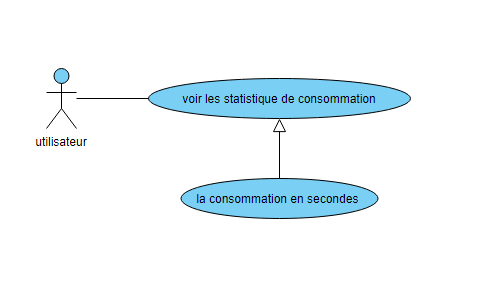 voir les statistique de consommation
utilisateur
la consommation en secondes